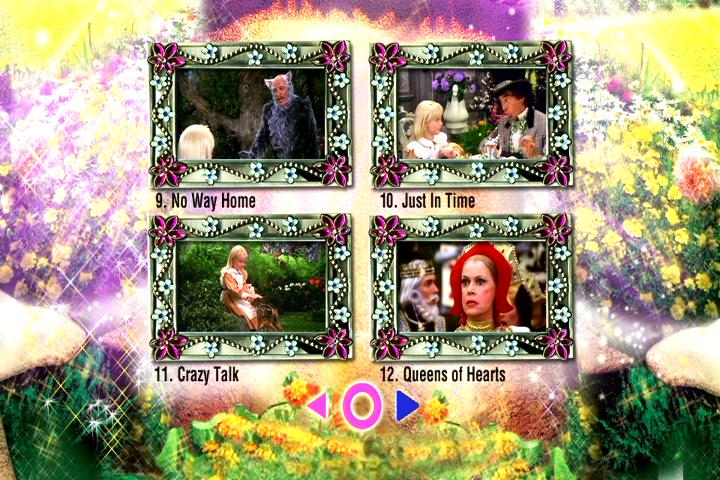 9. No Way Home
10. Just In Time
11. Crazy Talk
12. Queens of Hearts